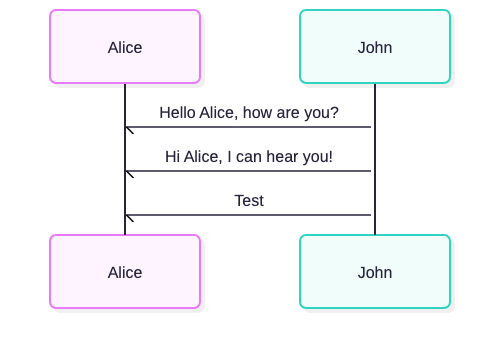 Alice
John
Hello Alice, how are you?
Hi Alice, I can hear you!
Test
Alice
John